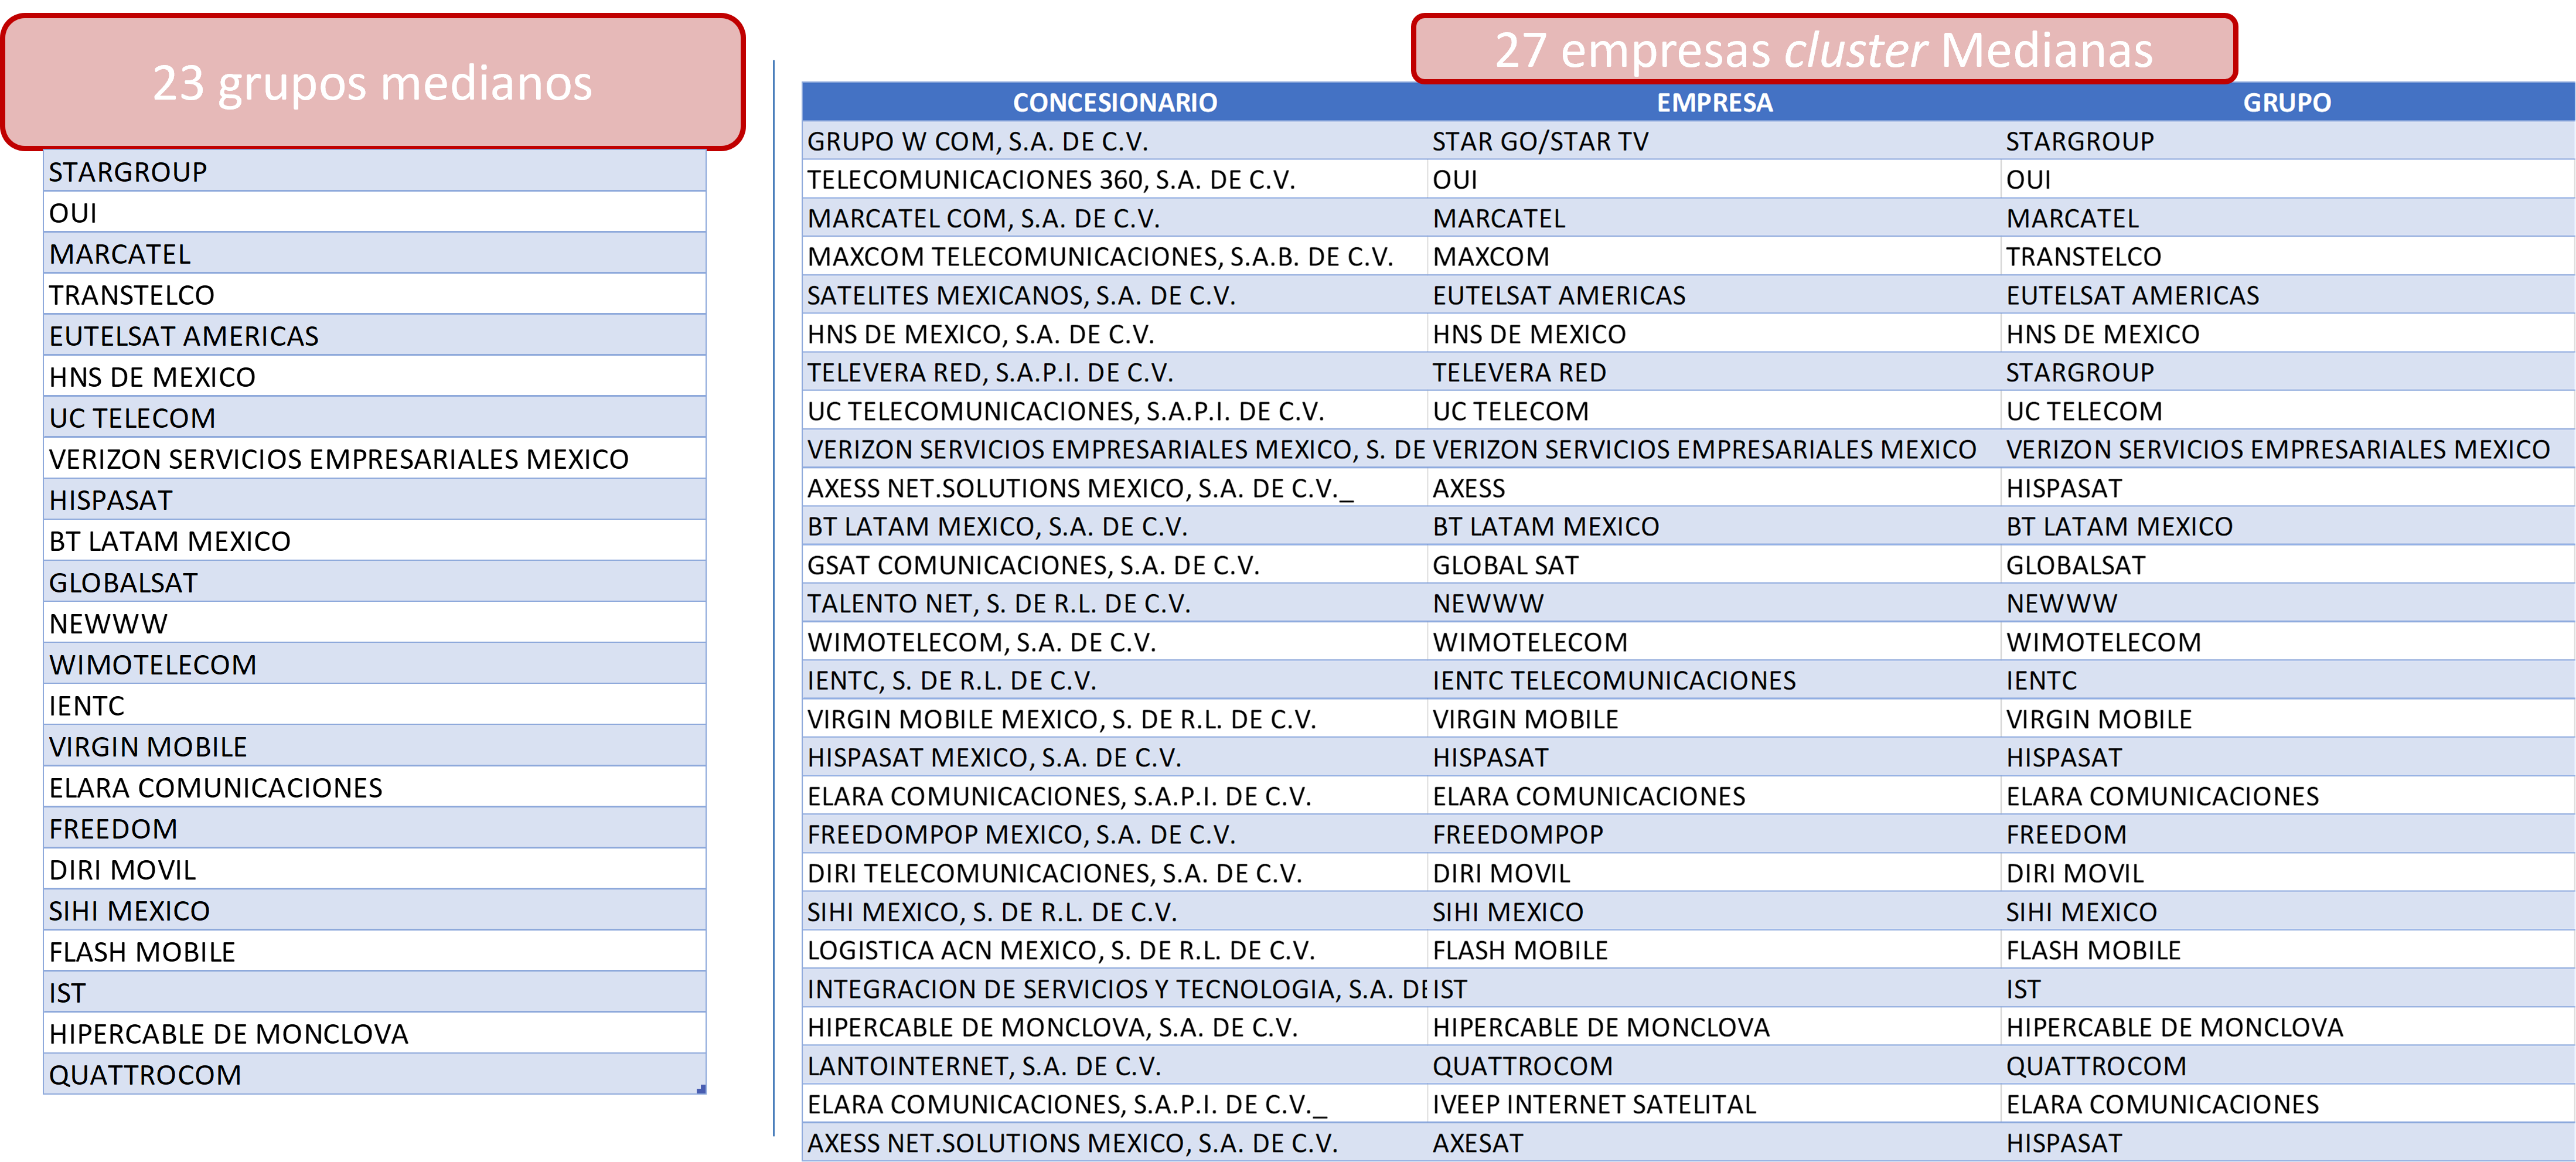 23 grupos medianos
STARGROUP
OUI
MARCATEL
TRANSTELCO
EUTELSAT AMERICAS
HNS DE MEXICO
UC TELECOM
VERIZON SERVICIOS EMPRESARIALES MEXICO
HISPASAT
BT LATAM MEXICO
GLOBALSAT
NEWWW
WIMOTELECOM
IENTC
VIRGIN MOBILE
ELARA COMUNICACIONES
FREEDOM
DIRI MOVIL
SIHI MEXICO
FLASH MOBILE
IST
HIPERCABLE DE MONCLOVA
QUATTROCOM
27 empresas cluster Medianas
CONCESIONARIO EMPRESA GRUPO
GRUPO W COM, S.A. DE C.V. STAR GO/STAR TV STARGROUP
TELECOMUNICACIONES 360, S.A. DE C.V. OUI OUI
MARCATEL COM, S.A. DE C.V. MARCATEL MARCATEL
MAXCOM TELECOMUNICACIONES, S.A.B. DE C.V. MAXCOM TRANSTELCO
SATELITES MEXICANOS, S.A. DE C.V. EUTELSAT AMERICAS EUTELSAT AMERICAS
HNS DE MEXICO, S.A. DE C.V. HNS DE MEXICO HNS DE MEXICO
TELEVERA RED, S.A.P.I. DE C.V. TELEVERA RED STARGROUP
UC TELECOMUNICACIONES, S.A.P.I. DE C.V. UC TELECOM UC TELECOM
VERIZON SERVICIOS EMPRESARIALES MEXICO, S. DE VERIZON SERVICIOS EMPRESARIALES MEXICO VERIZON SERVICIOS EMPRESARIALES MEXICO
AXESS NET.SOLUTIONS MEXICO, S.A. DE C.V._ AXESS HISPASAT
BT LATAM MEXICO, S.A. DE C.V. BT LATAM MEXICO BT LATAM MEXICO
GSAT COMUNICACIONES, S.A. DE C.V. GLOBAL SAT GLOBALSAT
TALENTO NET, S. DE R.L. DE C.V. NEWWW NEWWW
WIMOTELECOM, S.A. DE C.V. WIMOTELECOM WIMOTELECOM
IENTC, S. DE R.L. DE C.V. IENTC TELECOMUNICACIONES IENTC
VIRGIN MOBILE MEXICO, S. DE R.L. DE C.V. VIRGIN MOBILE VIRGIN MOBILE
HISPASAT MEXICO, S.A. DE C.V. HISPASAT HISPASAT
ELARA COMUNICACIONES, S.A.P.I. DE C.V. ELARA COMUNICACIONES ELARA COMUNICACIONES
FREEDOMPOP MEXICO, S.A. DE C.V. FREEDOMPOP FREEDOM
DIRI TELECOMUNICACIONES, S.A. DE C.V. DIRI MOVIL DIRI MOVIL
SIHI MEXICO, S. DE R.L. DE C.V. SIHI MEXICO SIHI MEXICO
LOGISTICA ACN MEXICO, S. DE R.L. DE C.V. FLASH MOBILE FLASH MOBILE
INTEGRACION DE SERVICIOS Y TECNOLOGIA, S.A. DE IST IST
HIPERCABLE DE MONCLOVA, S.A. DE C.V. HIPERCABLE DE MONCLOVA HIPERCABLE DE MONCLOVA
LANTOINTERNET, S.A. DE C.V. QUATTROCOM QUATTROCOM
ELARA COMUNICACIONES, S.A.P.I. DE C.V._ IVEEP INTERNET SATELITAL ELARA COMUNICACIONES
AXESS NET.SOLUTIONS MEXICO, S.A. DE C.V. AXESAT HISPASAT